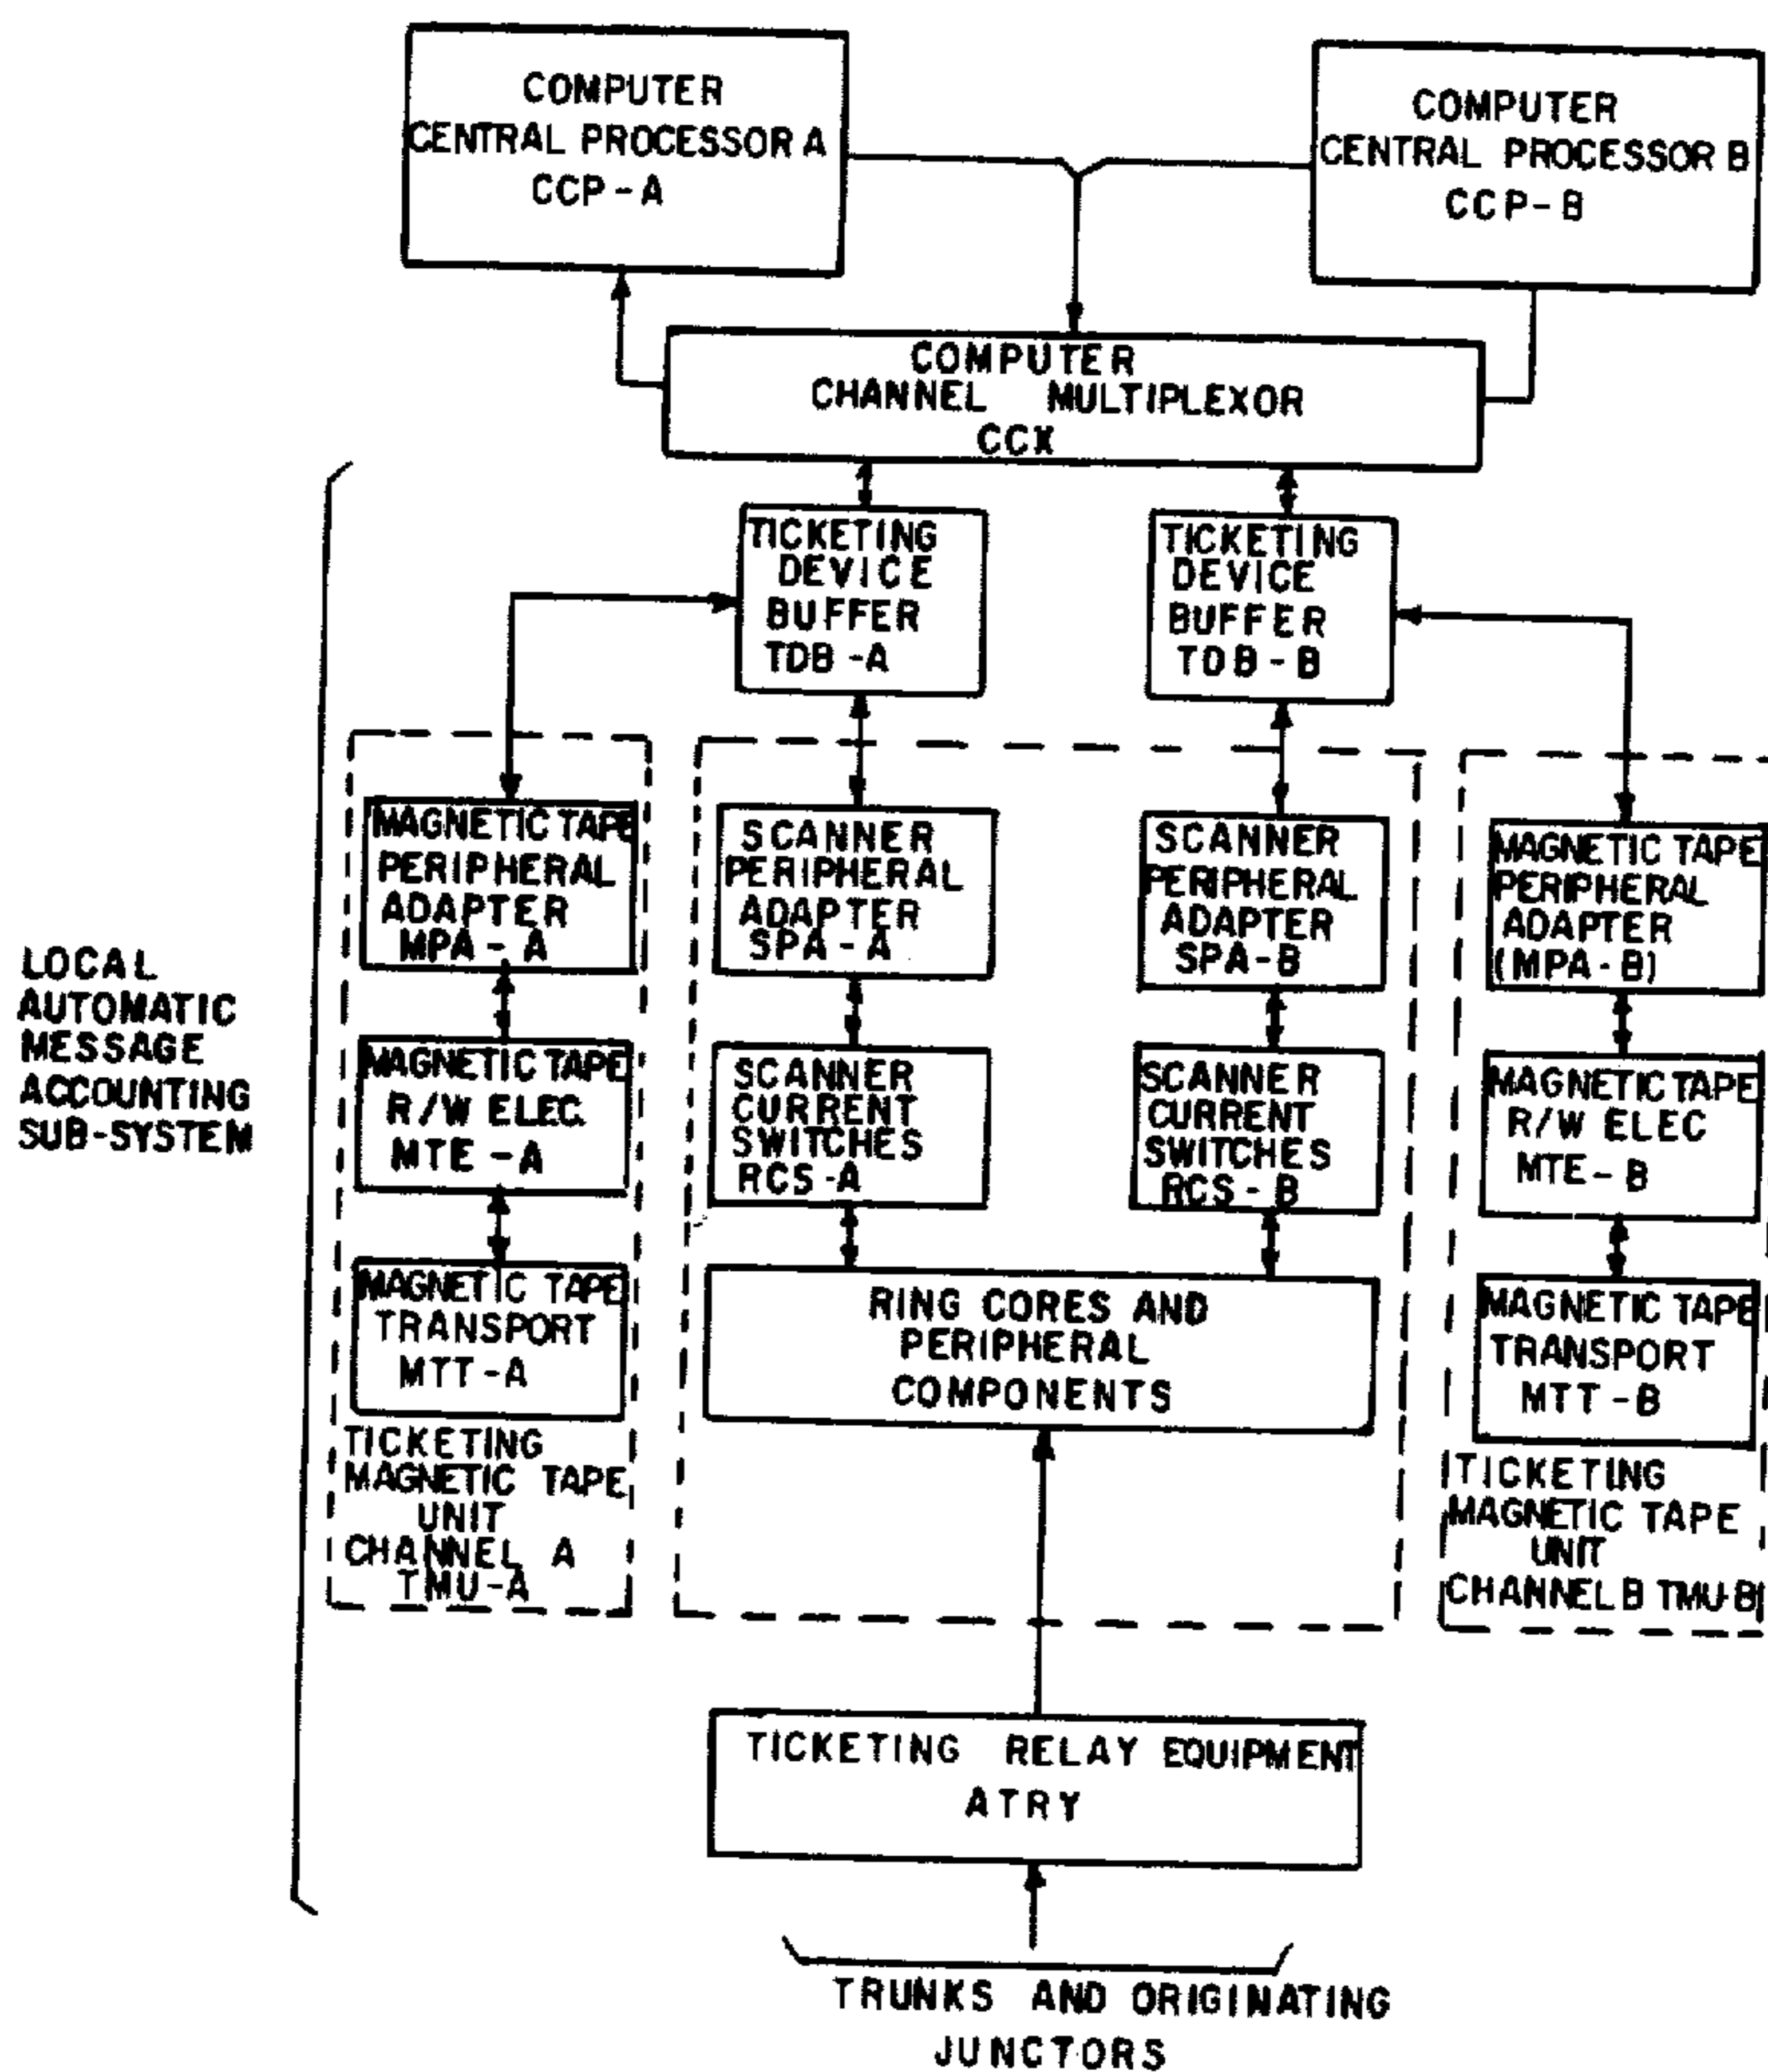 COMPUTER
CENTRAL PROCESSOR A
CCP-A
COMPUTER
CENTRAL PROCESSOR B
CCP-B
COMPUTER
CHANNEL MULTIPLEXOR
CCX
TICKETING
DEVICE
BUFFER
TDB-A
TICKETING
DEVICE
BUFFER
TDB-B
LOCAL
AUTOMATIC
MESSAGE
ACCOUNTING
SUB-SYSTEM
MAGNETIC TAPE
PERIPHERAL
ADAPTER
MPA-A
MAGNETIC TAPE
R/W ELEC
MTE-A
MAGNETIC TAPE
TRANSPORT
MTT-A
TICKETING
MAGNETIC TAPE
UNIT
CHANNEL A
TMU-A
SCANNER
PERIPHERAL
ADAPTER
SPA-A
SCANNER
CURRENT
SWITCHES
RCS-A
SCANNER
PERIPHERAL
ADAPTER
SPA-B
SCANNER
CURRENT
SWITCHES
RCS-B
RING CORES AND
PERIPHERAL
COMPONENTS
MAGNETIC TAPE
PERIPHERAL
ADAPTER
(MPA-B)
MAGNETIC TAPE
R/W ELEC
MTE-B
MAGNETIC TAPE
TRANSPORT
MTT-B
TICKETING
MAGNETIC TAPE
UNIT
CHANNEL B TMU-B
TICKETING RELAY EQUIPMENT
ATRY
TRUNKS AND ORIGINATING
JUNCTORS